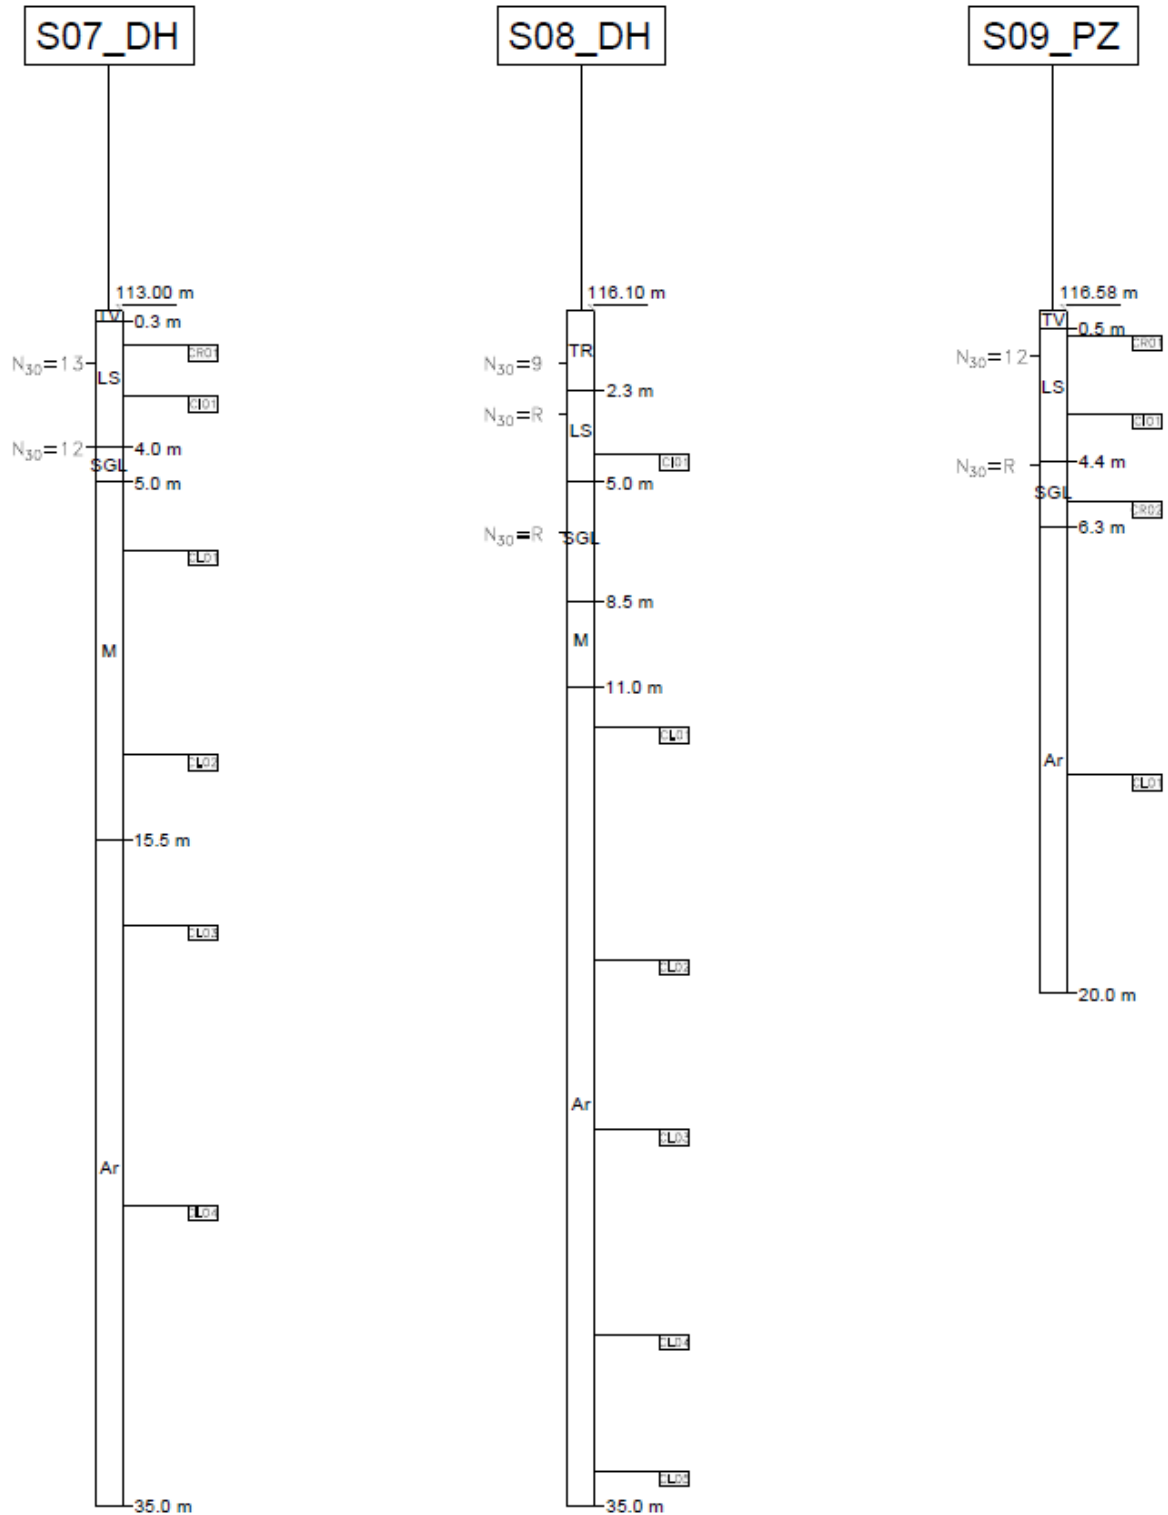 S07_DH
113.00 m
TV
0.3 m
CR01
N30=13
LS
CI01
N30=12
4.0 m
SGL
5.0 m
CL01
M
CL02
15.5 m
CL03
Ar
CL04
35.0 m
S08_DH
116.10 m
TR
N30=9
2.3 m
N30=R
LS
CI01
5.0 m
N30=R
SGL
8.5 m
M
11.0 m
CL01
CL02
Ar
CL03
CL04
CL05
35.0 m
S09_PZ
116.58 m
TV
0.5 m
CR01
N30=12
LS
CI01
4.4 m
N30=R
SGL
CR02
6.3 m
Ar
CL01
20.0 m